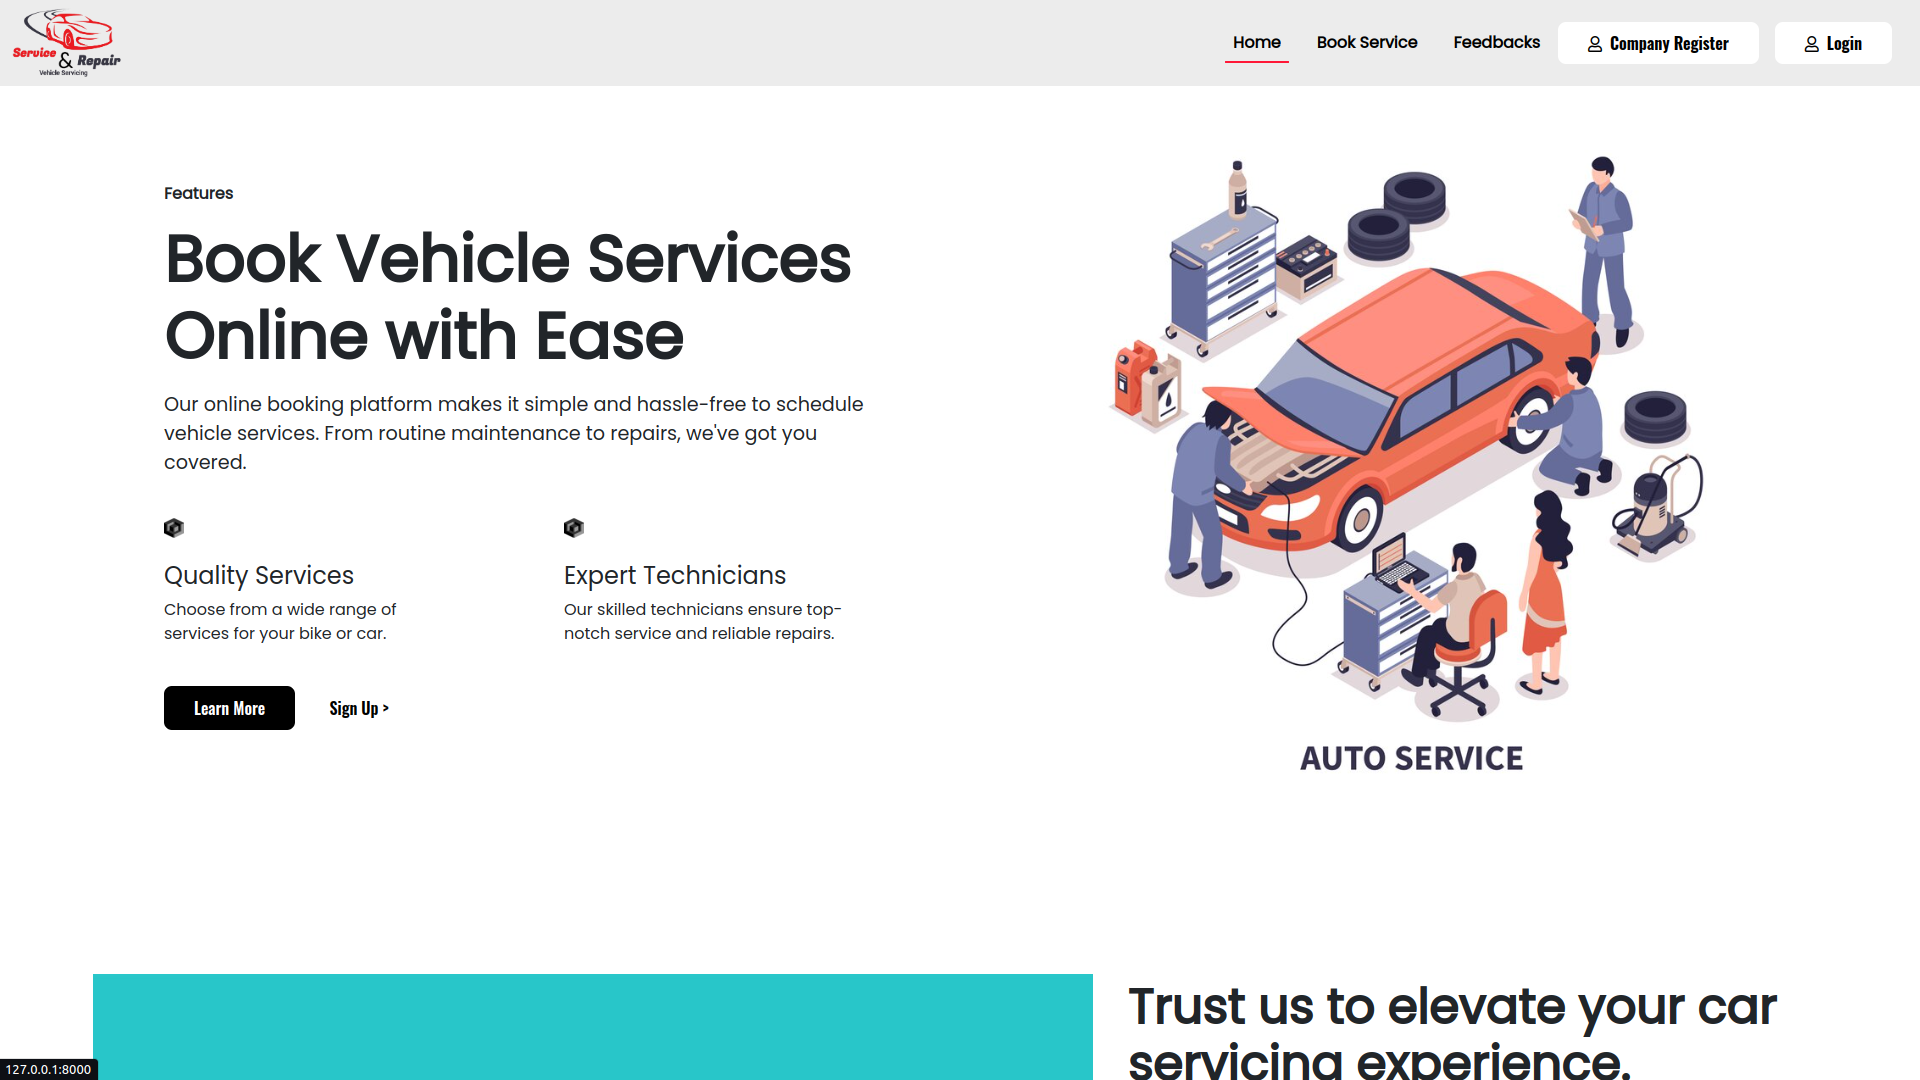 Service
&
Repair
Vehicle Servicing
Home
Book Service
Feedbacks
Company Register
Login
Features
Book Vehicle Services
Online with Ease
Our online booking platform makes it simple and hassle-free to schedule
vehicle services. From routine maintenance to repairs, we've got you
covered.
Quality Services
Choose from a wide range of
services for your bike or car.
Expert Technicians
Our skilled technicians ensure top-
notch service and reliable repairs.
Learn More
Sign Up >
AUTO SERVICE
Trust us to elevate your car
servicing experience.
127.0.0.1:8000